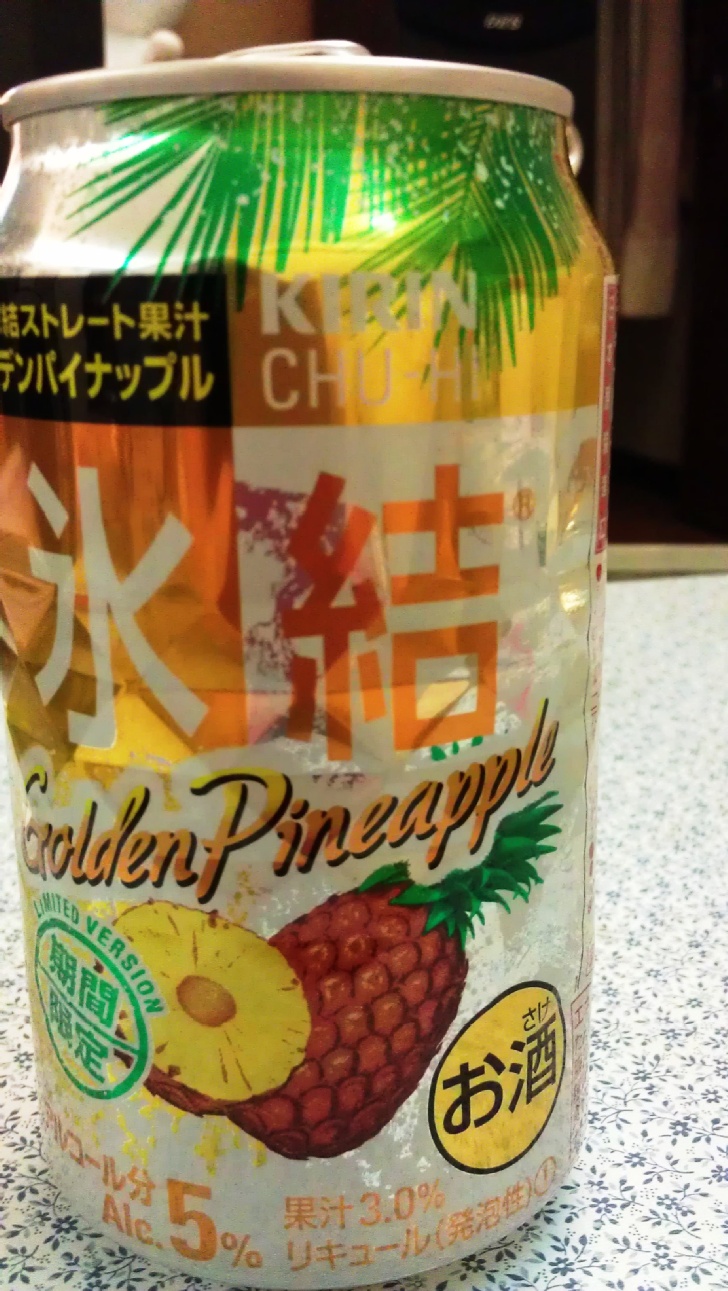 KIRIN
CHU-HI
結ストレート果汁
デンパイナップル
氷結®
Golden Pineapple
LIMITED VERSION
期間
限定
さけ
お酒
アルコール分
Alc.5%
果汁3.0%
リキュール(発泡性)①